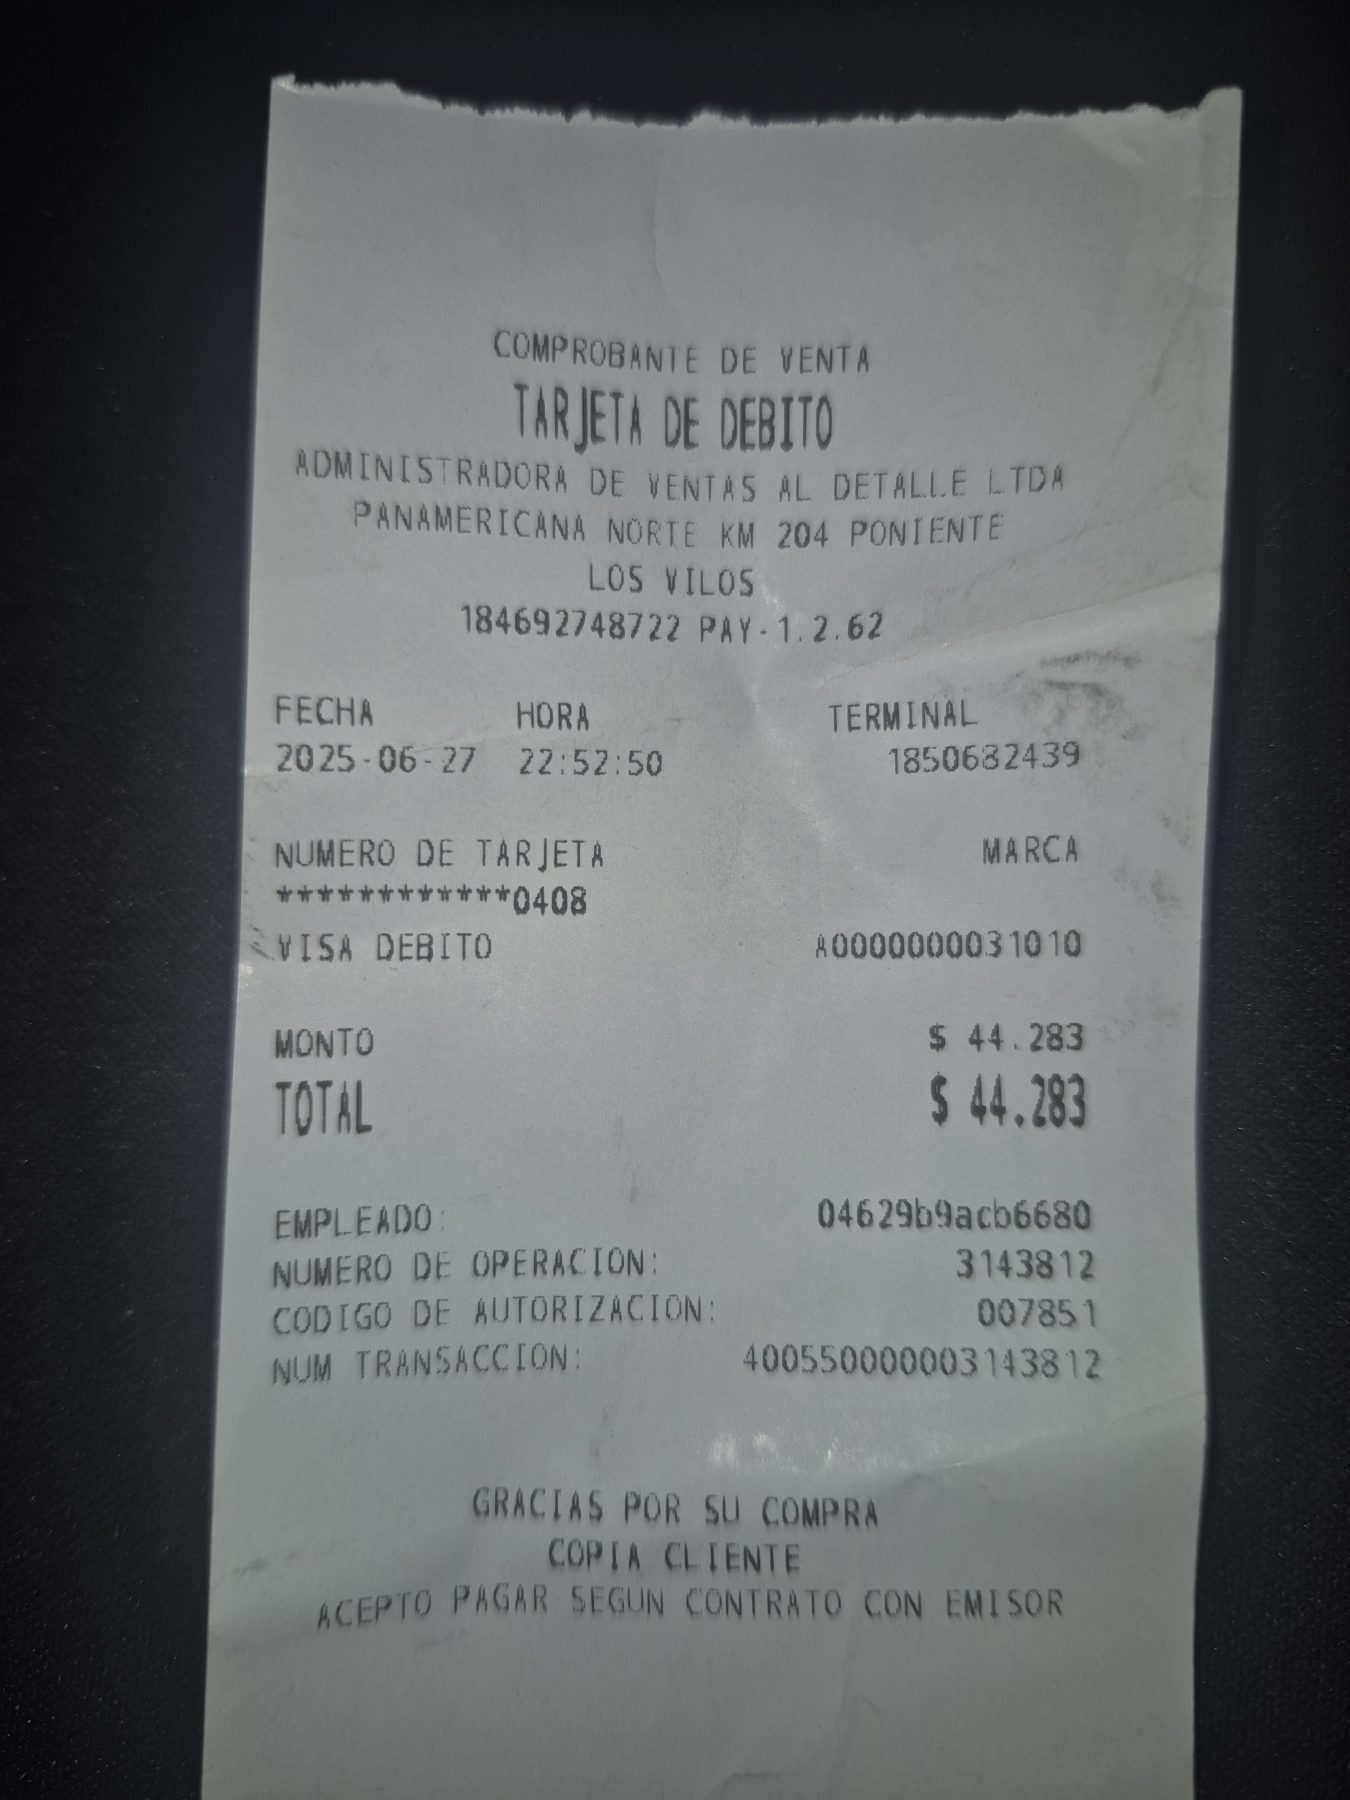 COMPROBANTE DE VENTA
TARJETA DE DEBITO
ADMINISTRADORA DE VENTAS AL DETALLE LTDA
PANAMERICANA NORTE KM 204 PONIENTE
LOS VILOS
184692748722 PAY-1.2.62
FECHA HORA TERMINAL
2025-06-27 22:52:50 1850682439
NUMERO DE TARJETA MARCA
************0408
VISA DEBITO A0000000031010
MONTO $ 44.283
TOTAL $ 44.283
EMPLEADO: 04629b9acb6680
NUMERO DE OPERACION: 3143812
CODIGO DE AUTORIZACION: 007851
NUM TRANSACCION: 400550000003143812
GRACIAS POR SU COMPRA
COPIA CLIENTE
ACEPTO PAGAR SEGUN CONTRATO CON EMISOR